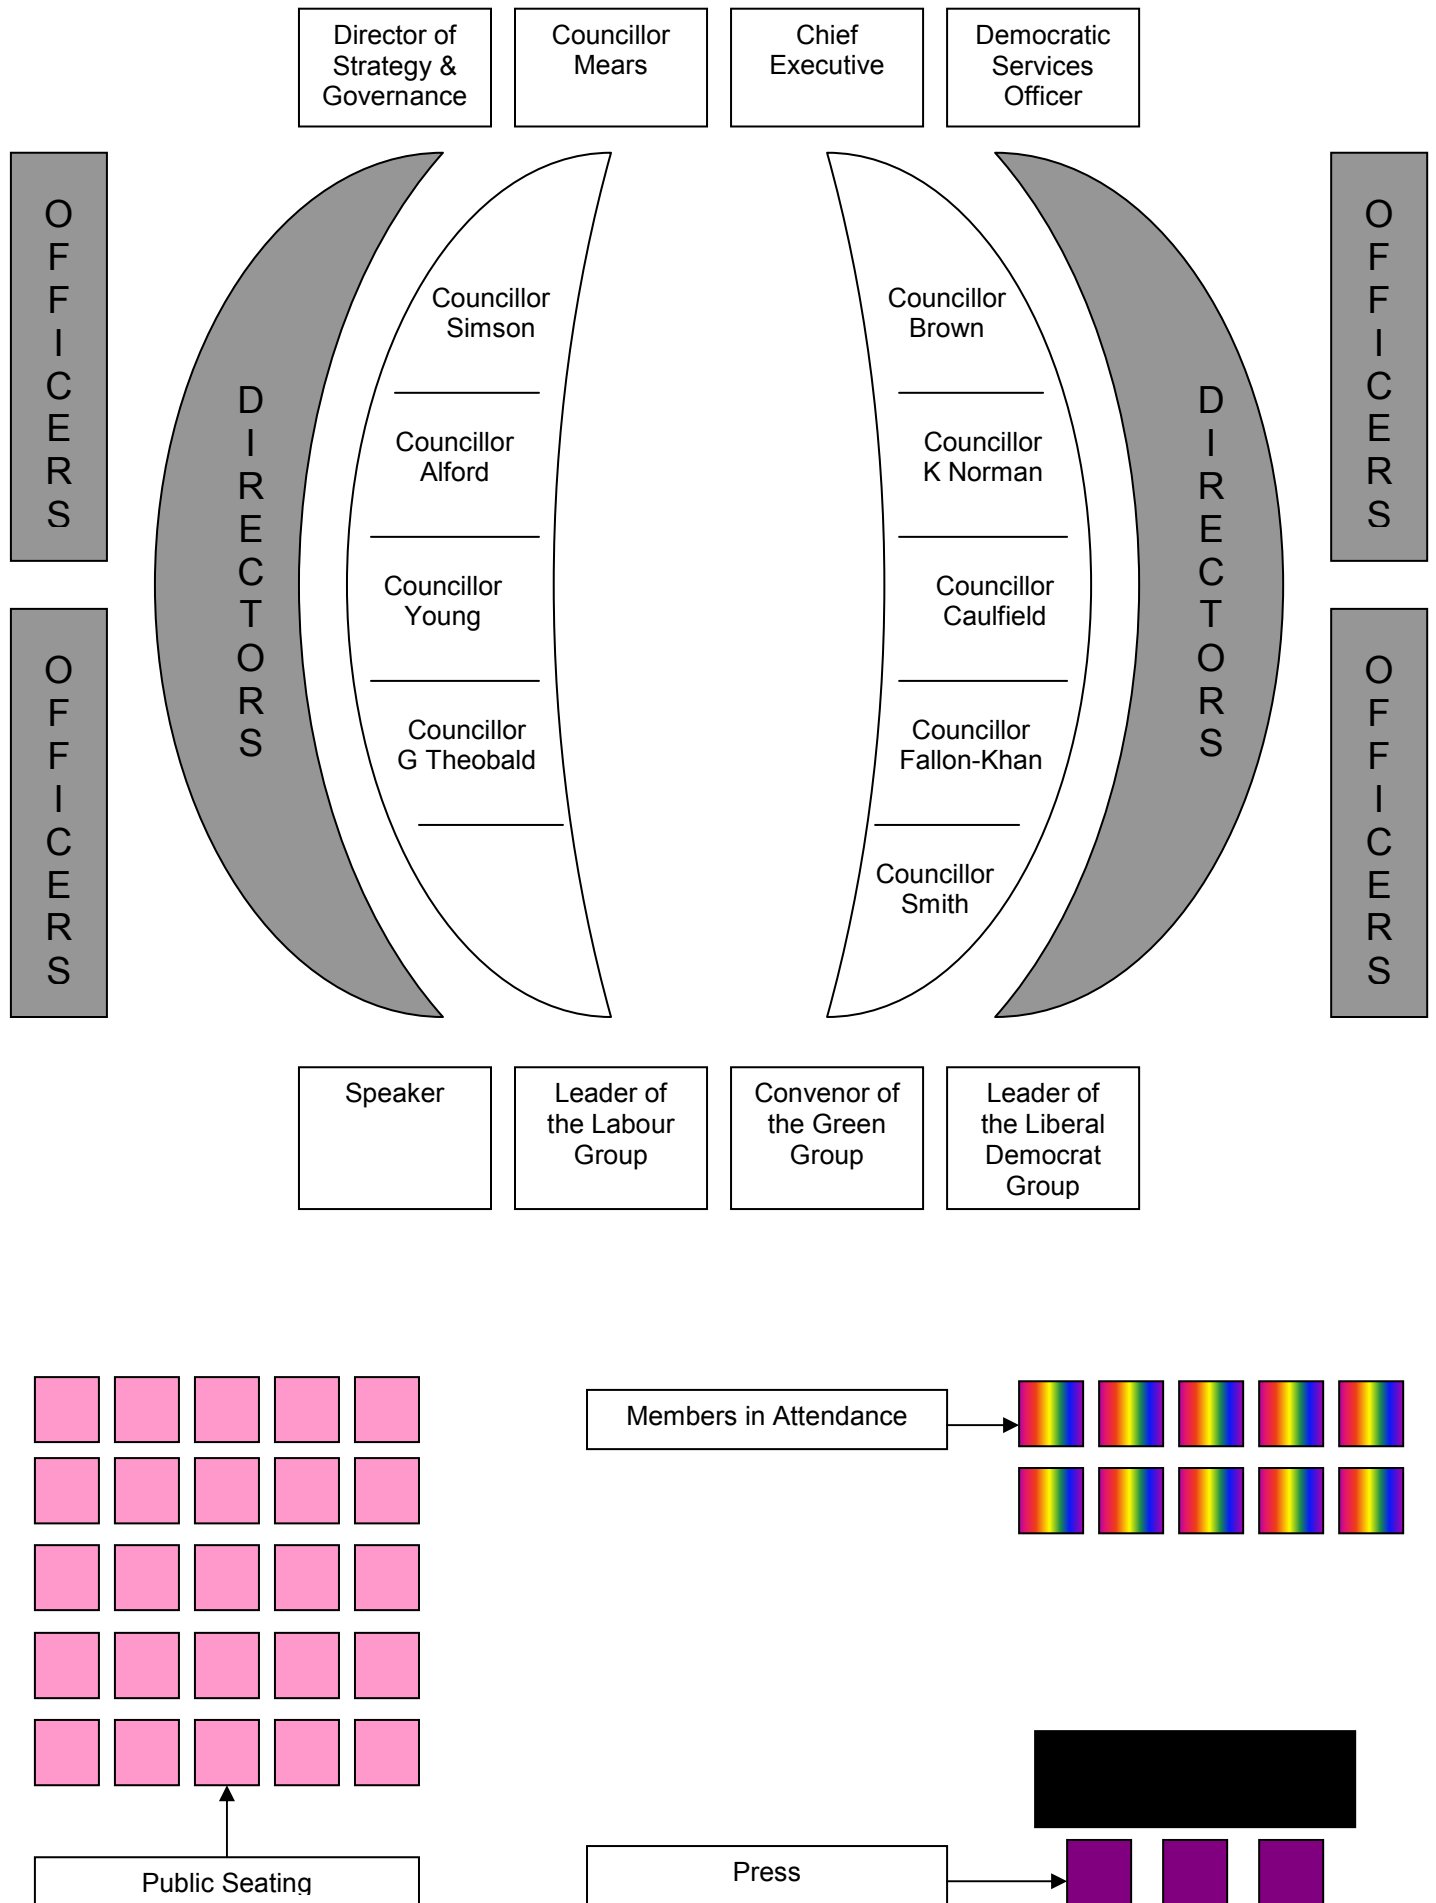 Director of
Strategy &
Governance
Councillor
Mears
Chief
Executive
Democratic
Services
Officer
OFFICERS
OFFICERS
DIRECTORS
Councillor
Simson
Councillor
Alford
Councillor
Young
Councillor
G Theobald
Councillor
Brown
Councillor
K Norman
Councillor
Caulfield
Councillor
Fallon-Khan
Councillor
Smith
DIRECTORS
OFFICERS
OFFICERS
Speaker
Leader of
the Labour
Group
Convenor of
the Green
Group
Leader of
the Liberal
Democrat
Group
Members in Attendance
Public Seating
Press